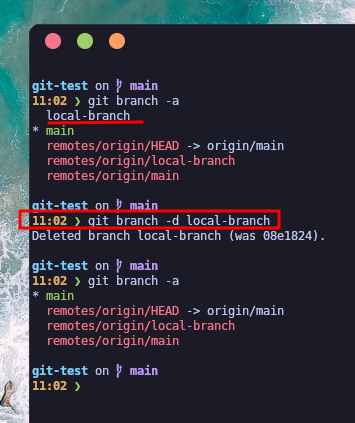 git-test on main
11:02 ❯ git branch -a
local-branch
* main
remotes/origin/HEAD -> origin/main
remotes/origin/local-branch
remotes/origin/main
git-test on main
11:02 ❯ git branch -d local-branch
Deleted branch local-branch (was 08e1824).
git-test on main
11:02 ❯ git branch -a
* main
remotes/origin/HEAD -> origin/main
remotes/origin/local-branch
remotes/origin/main
git-test on main
11:02 ❯